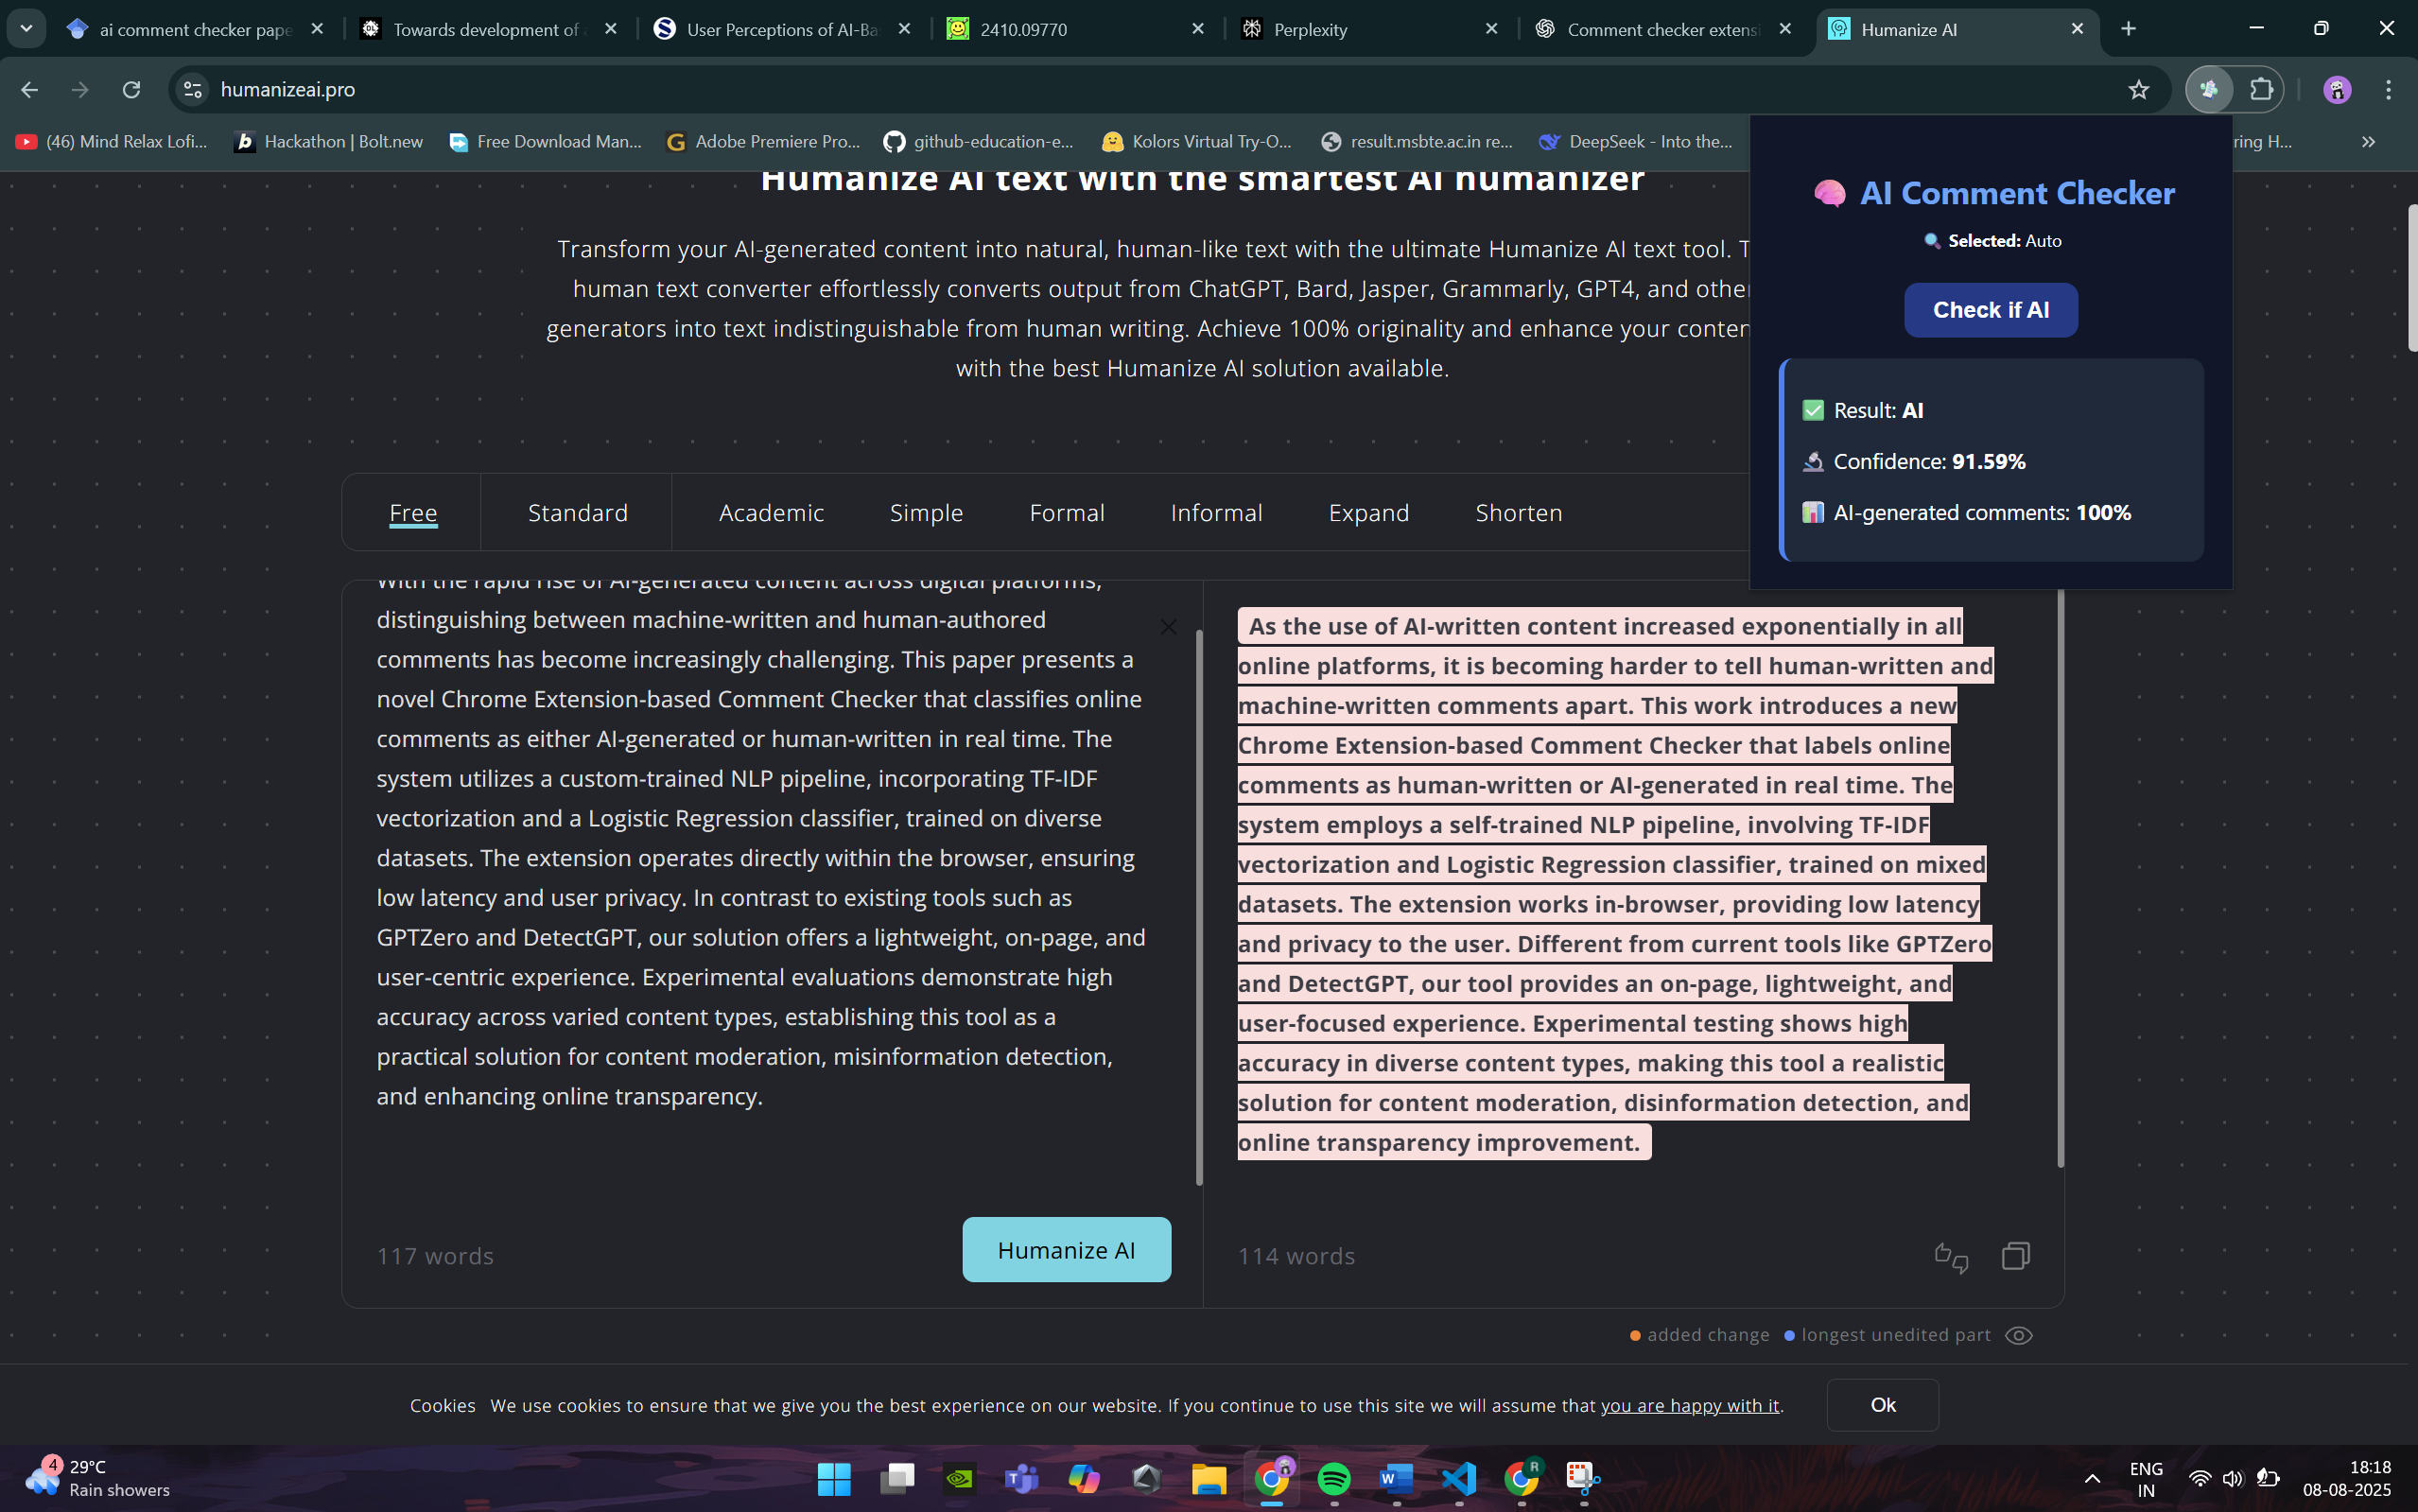 ai comment checker pape
Towards development of a
User Perceptions of AI-Ba
2410.09770
Perplexity
Comment checker extensi
Humanize AI
humanizeai.pro
(46) Mind Relax Lofi...
Hackathon | Bolt.new
Free Download Man...
Adobe Premiere Pro...
github-education-e...
Kolors Virtual Try-O...
result.msbte.ac.in re...
DeepSeek - Into the...
ring H...
Humanize AI text with the smartest AI humanizer
Transform your AI-generated content into natural, human-like text with the ultimate Humanize AI text tool. T
human text converter effortlessly converts output from ChatGPT, Bard, Jasper, Grammarly, GPT4, and othe
generators into text indistinguishable from human writing. Achieve 100% originality and enhance your conten
with the best Humanize AI solution available.
AI Comment Checker
Selected: Auto
Check if AI
Result: AI
Confidence: 91.59%
AI-generated comments: 100%
Free
Standard
Academic
Simple
Formal
Informal
Expand
Shorten
With the rapid rise of AI-generated content across digital platforms,
distinguishing between machine-written and human-authored
comments has become increasingly challenging. This paper presents a
novel Chrome Extension-based Comment Checker that classifies online
comments as either AI-generated or human-written in real time. The
system utilizes a custom-trained NLP pipeline, incorporating TF-IDF
vectorization and a Logistic Regression classifier, trained on diverse
datasets. The extension operates directly within the browser, ensuring
low latency and user privacy. In contrast to existing tools such as
GPTZero and DetectGPT, our solution offers a lightweight, on-page, and
user-centric experience. Experimental evaluations demonstrate high
accuracy across varied content types, establishing this tool as a
practical solution for content moderation, misinformation detection,
and enhancing online transparency.
117 words
Humanize AI
As the use of AI-written content increased exponentially in all
online platforms, it is becoming harder to tell human-written and
machine-written comments apart. This work introduces a new
Chrome Extension-based Comment Checker that labels online
comments as human-written or AI-generated in real time. The
system employs a self-trained NLP pipeline, involving TF-IDF
vectorization and Logistic Regression classifier, trained on mixed
datasets. The extension works in-browser, providing low latency
and privacy to the user. Different from current tools like GPTZero
and DetectGPT, our tool provides an on-page, lightweight, and
user-focused experience. Experimental testing shows high
accuracy in diverse content types, making this tool a realistic
solution for content moderation, disinformation detection, and
online transparency improvement.
114 words
added change
longest unedited part
Cookies We use cookies to ensure that we give you the best experience on our website. If you continue to use this site we will assume that you are happy with it.
Ok
4
29°C
Rain showers
R
ENG
IN
18:18
08-08-2025